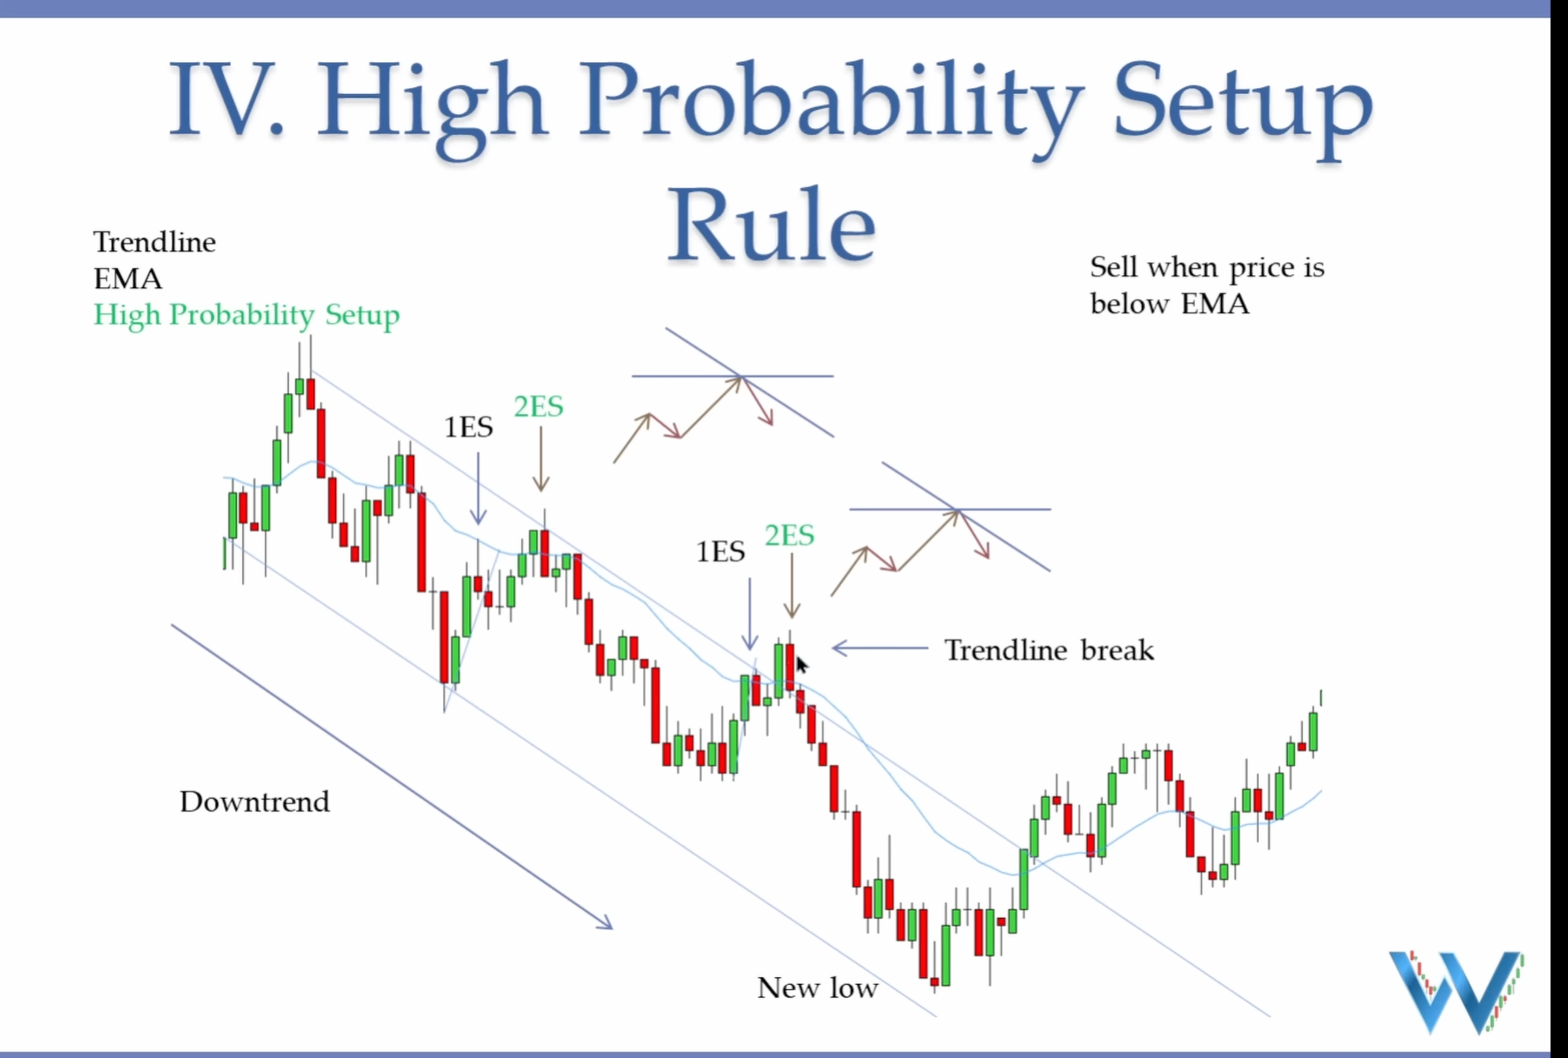 IV. High Probability Setup
Rule
Trendline
EMA
High Probability Setup
Sell when price is
below EMA
1ES
2ES
1ES
2ES
Trendline break
Downtrend
New low
W